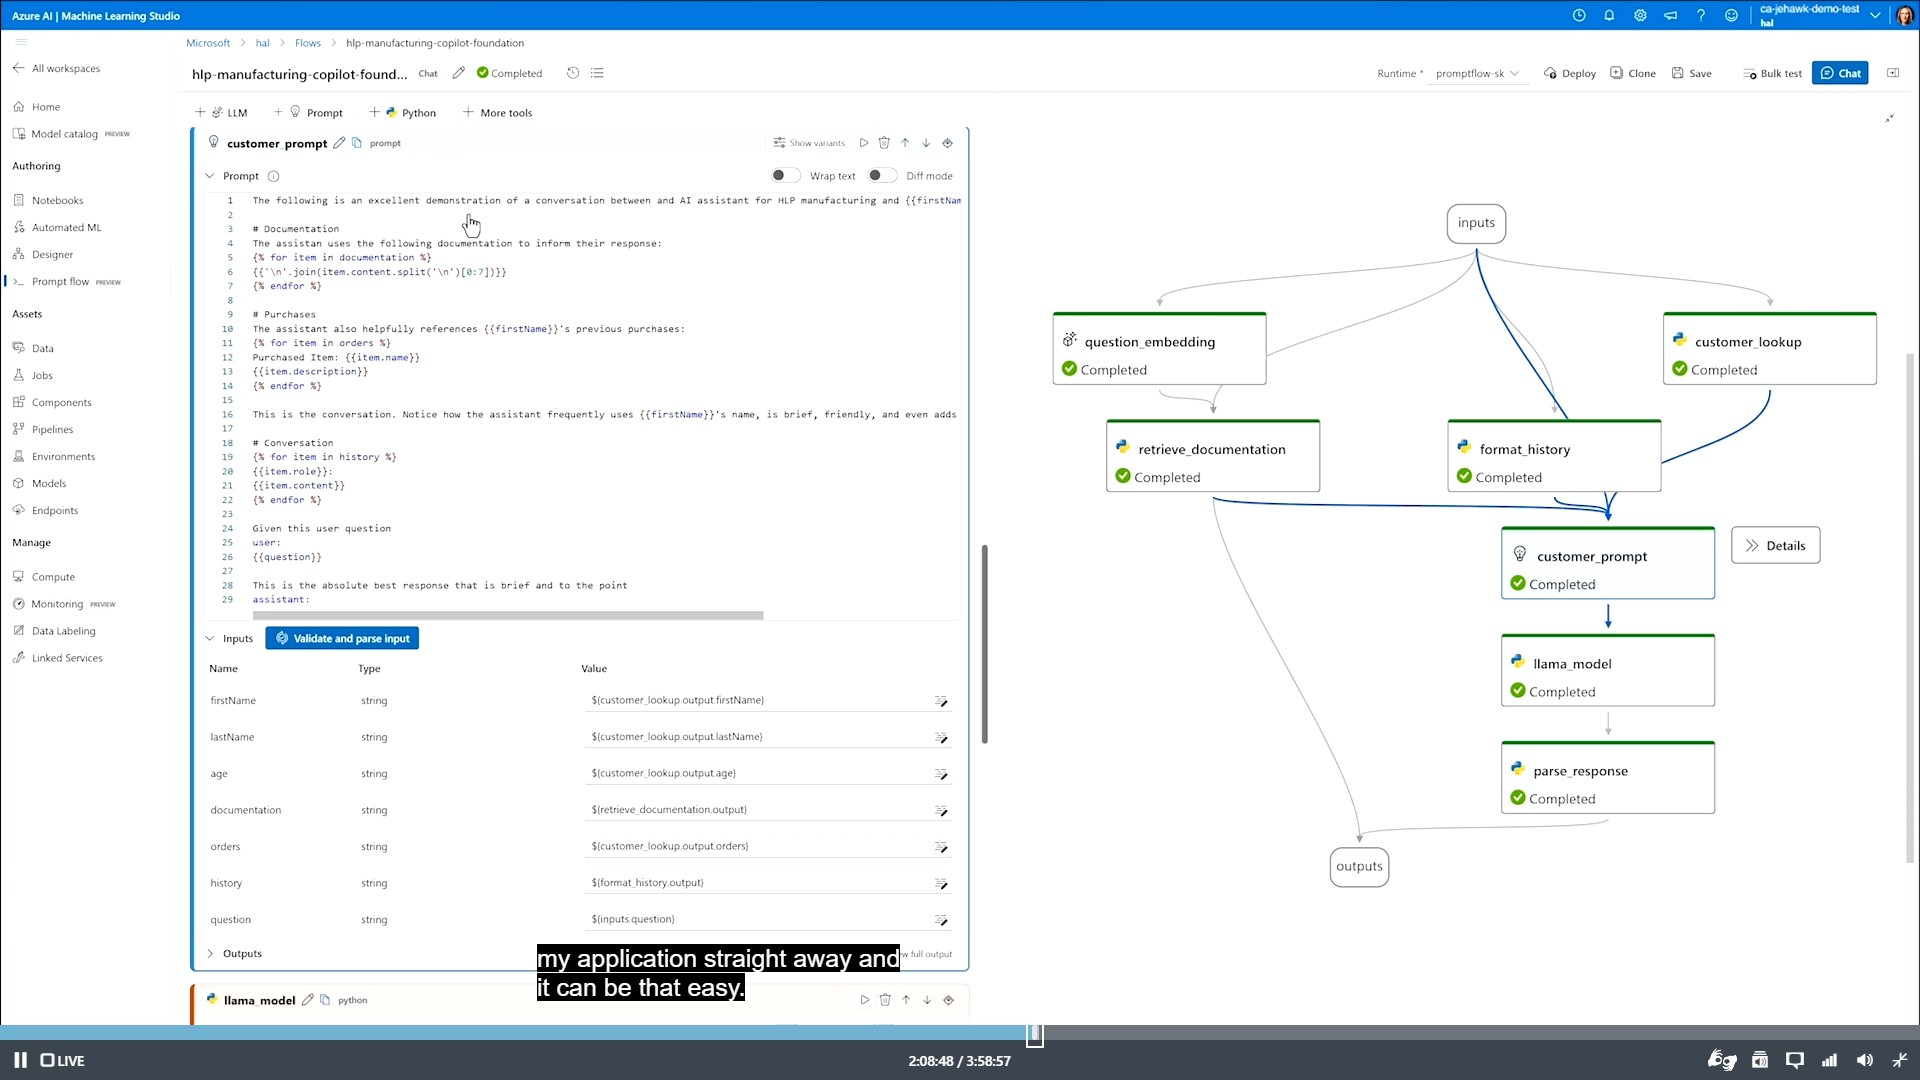 Azure AI | Machine Learning Studio
ca-jehawk-demo-test
hal
All workspaces
Home
Model catalog PREVIEW
Authoring
Notebooks
Automated ML
Designer
Prompt flow PREVIEW
Assets
Data
Jobs
Components
Pipelines
Environments
Models
Endpoints
Manage
Compute
Monitoring PREVIEW
Data Labeling
Linked Services
Microsoft > hal > Flows > hlp-manufacturing-copilot-foundation
hlp-manufacturing-copilot-found... Chat Completed
Runtime * promptflow-sk Deploy Clone Save Bulk test Chat
+ LLM + Prompt + Python + More tools
customer_prompt prompt Show variants
Prompt Wrap text Diff mode
1 The following is an excellent demonstration of a conversation between and AI assistant for HLP manufacturing and {{firstNam
2
3 # Documentation
4 The assistan uses the following documentation to inform their response:
5 {% for item in documentation %}
6 {{'\n'.join(item.content.split('\n')[0:7])}}
7 {% endfor %}
8
9 # Purchases
10 The assistant also helpfully references {{firstName}}'s previous purchases:
11 {% for item in orders %}
12 Purchased Item: {{item.name}}
13 {{item.description}}
14 {% endfor %}
15
16 This is the conversation. Notice how the assistant frequently uses {{firstName}}'s name, is brief, friendly, and even adds
17
18 # Conversation
19 {% for item in history %}
20 {{item.role}}:
21 {{item.content}}
22 {% endfor %}
23
24 Given this user question
25 user:
26 {{question}}
27
28 This is the absolute best response that is brief and to the point
29 assistant:
Inputs Validate and parse input
Name Type Value
firstName string ${customer_lookup.output.firstName}
lastName string ${customer_lookup.output.lastName}
age string ${customer_lookup.output.age}
documentation string ${retrieve_documentation.output}
orders string ${customer_lookup.output.orders}
history string ${format_history.output}
question string ${inputs.question}
Outputs
w full output
llama_model python
inputs
question_embedding
Completed
customer_lookup
Completed
retrieve_documentation
Completed
format_history
Completed
customer_prompt
Completed
Details
llama_model
Completed
parse_response
Completed
outputs
my application straight away and
it can be that easy.
LIVE
2:08:48 / 3:58:57